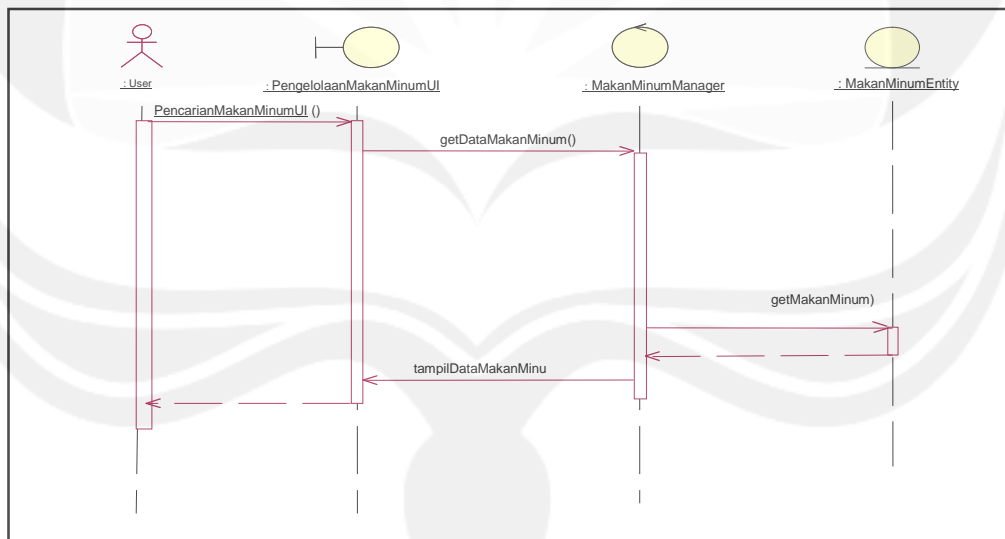 : User
: PengelolaanMakanMinumUI
: MakanMinumManager
: MakanMinumEntity
PencarianMakanMinumUI ()
getDataMakanMinum()
getMakanMinum)
tampilDataMakanMinu